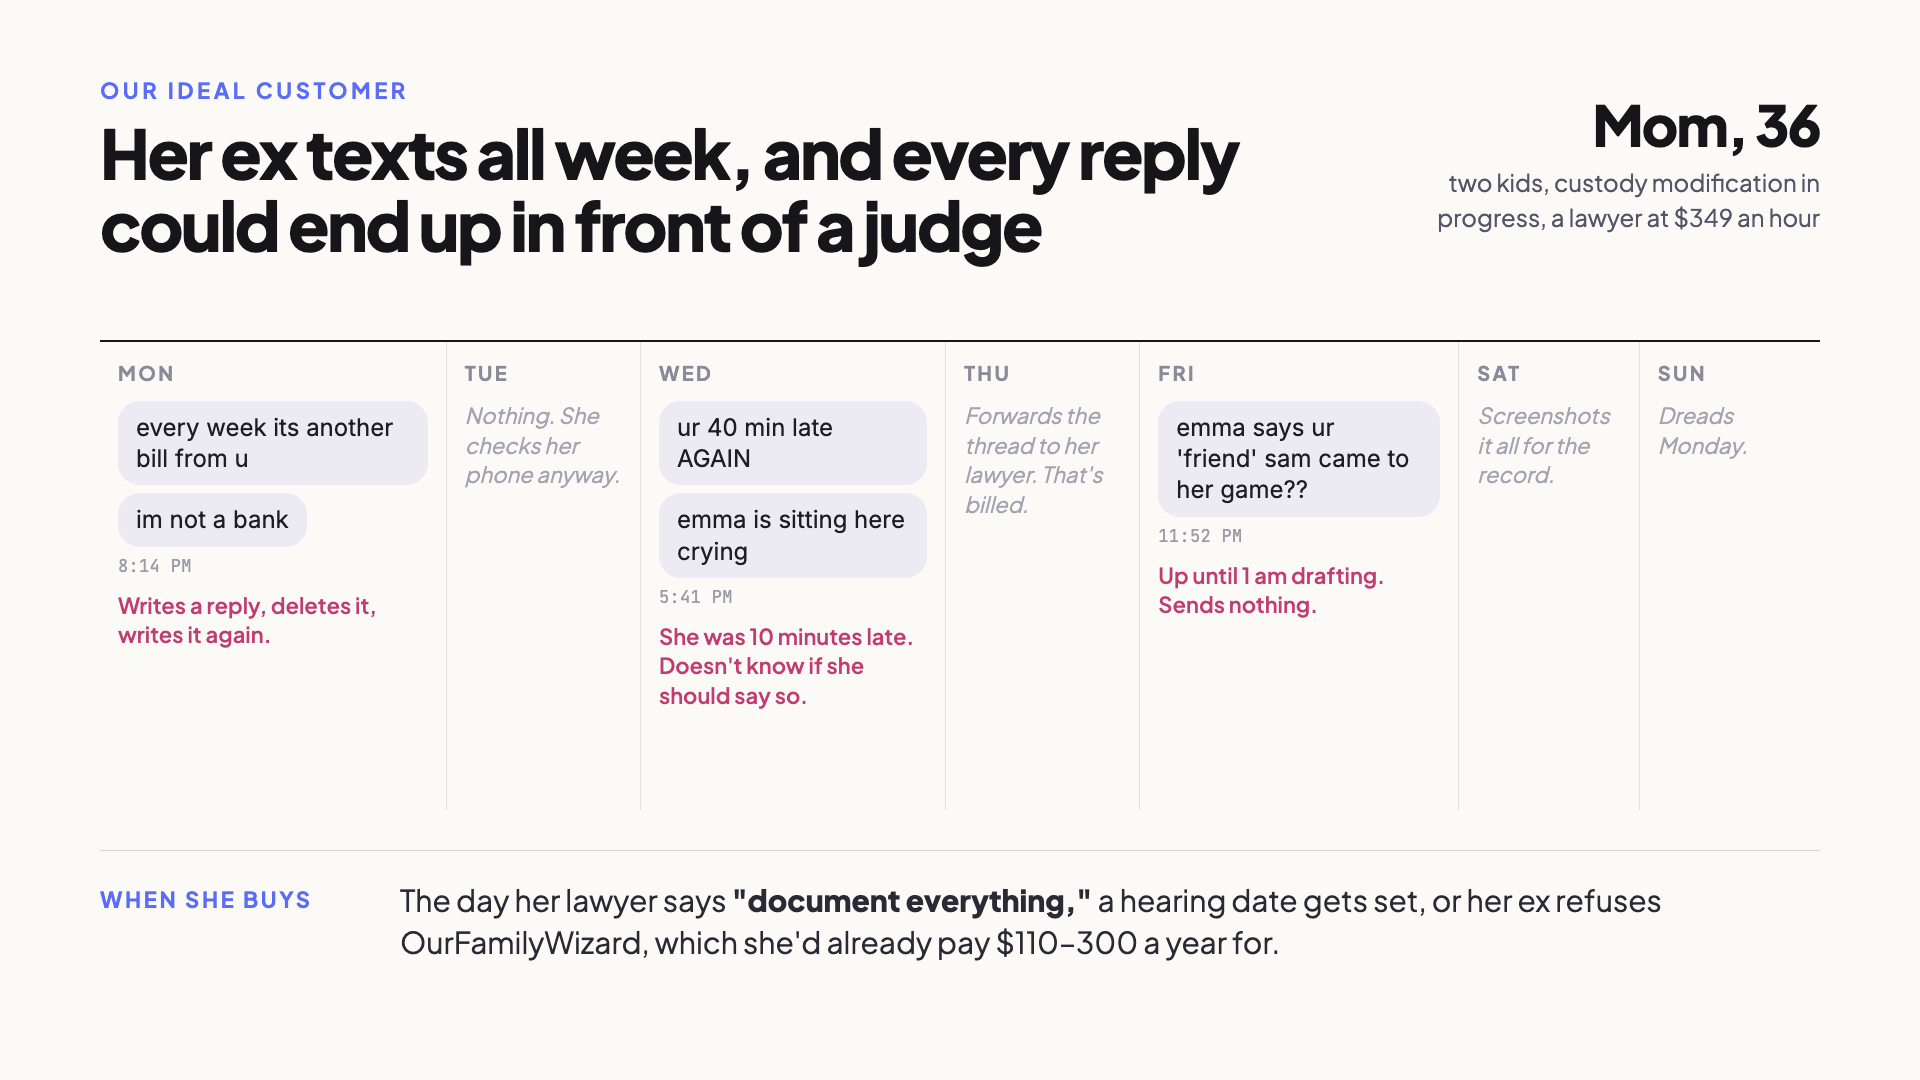 OUR IDEAL CUSTOMER
Her ex texts all week, and every reply
could end up in front of a judge
Mom, 36
two kids, custody modification in
progress, a lawyer at $349 an hour
MON
every week its another
bill from u
im not a bank
8:14 PM
Writes a reply, deletes it,
writes it again.
TUE
Nothing. She
checks her
phone anyway.
WED
ur 40 min late
AGAIN
emma is sitting here
crying
5:41 PM
She was 10 minutes late.
Doesn't know if she
should say so.
THU
Forwards the
thread to her
lawyer. That's
billed.
FRI
emma says ur
'friend' sam came to
her game??
11:52 PM
Up until 1 am drafting.
Sends nothing.
SAT
Screenshots
it all for the
record.
SUN
Dreads
Monday.
WHEN SHE BUYS
The day her lawyer says "document everything," a hearing date gets set, or her ex refuses
OurFamilyWizard, which she'd already pay $110–300 a year for.